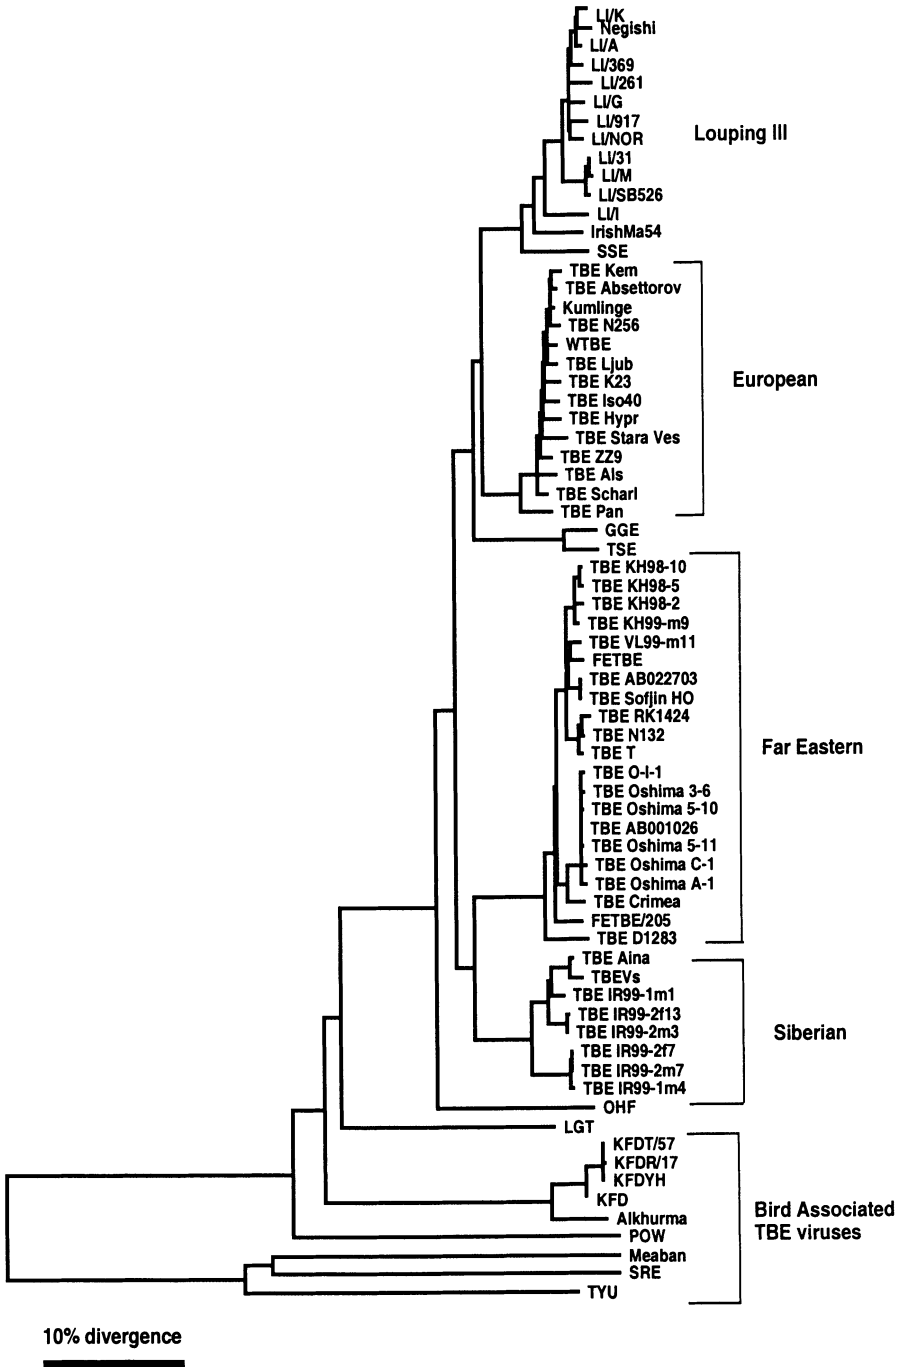 LI/K
Negishi
LI/A
LI/369
LI/261
LI/G
LI/917
LI/NOR
Louping III
LI/31
LI/M
LI/SB526
LI/I
IrishMa54
SSE
TBE Kem
TBE Absettorov
Kumlinge
TBE N256
WTBE
TBE Ljub
TBE K23
European
TBE Iso40
TBE Hypr
TBE Stara Ves
TBE ZZ9
TBE Als
TBE Scharl
TBE Pan
GGE
TSE
TBE KH98-10
TBE KH98-5
TBE KH98-2
TBE KH99-m9
TBE VL99-m11
FETBE
TBE AB022703
TBE Sofjin HO
TBE RK1424
TBE N132
TBE T
Far Eastern
TBE O-I-1
TBE Oshima 3-6
TBE Oshima 5-10
TBE AB001026
TBE Oshima 5-11
TBE Oshima C-1
TBE Oshima A-1
TBE Crimea
FETBE/205
TBE D1283
TBE Aina
TBEVs
TBE IR99-1m1
TBE IR99-2f13
TBE IR99-2m3
Siberian
TBE IR99-2f7
TBE IR99-2m7
TBE IR99-1m4
OHF
LGT
KFDT/57
KFDR/17
KFDYH
KFD
Alkhurma
Bird Associated
TBE viruses
POW
Meaban
SRE
TYU
10% divergence